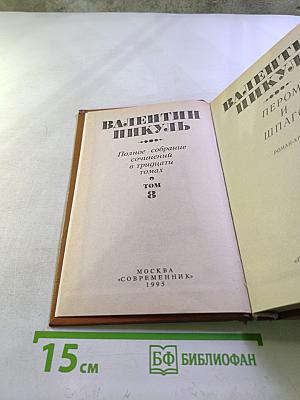 ВАЛЕНТИН
ПИКУЛЬ
Полное собрание
сочинений
в тридцати
томах
ТОМ
8
МОСКВА
«СОВРЕМЕННИК»
1995
ВАЛЕНТИН
ПИКУЛЬ
ПЕРОМ
И
ШПАГО
15 см
БФ БИБЛИОФАН